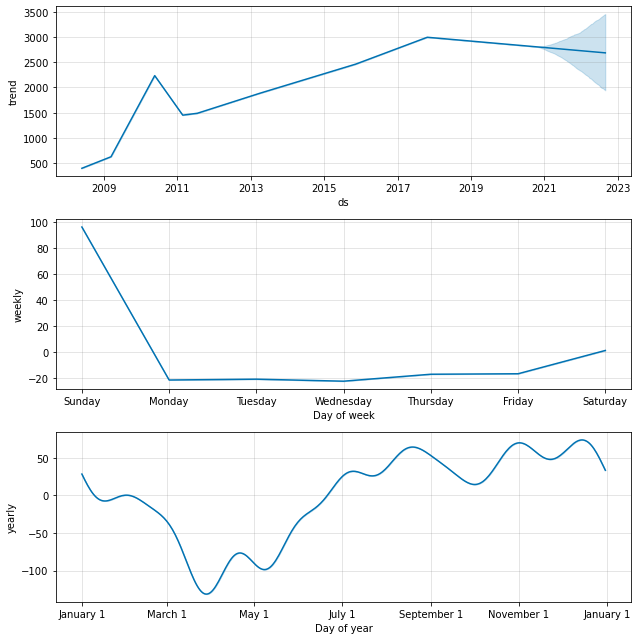 3500
3000
2500
2000
1500
1000
500
trend
2009 2011 2013 2015 2017 2019 2021 2023
ds
100
80
60
40
20
0
−20
weekly
Sunday Monday Tuesday Wednesday Thursday Friday Saturday
Day of week
50
0
−50
−100
yearly
January 1 March 1 May 1 July 1 September 1 November 1 January 1
Day of year